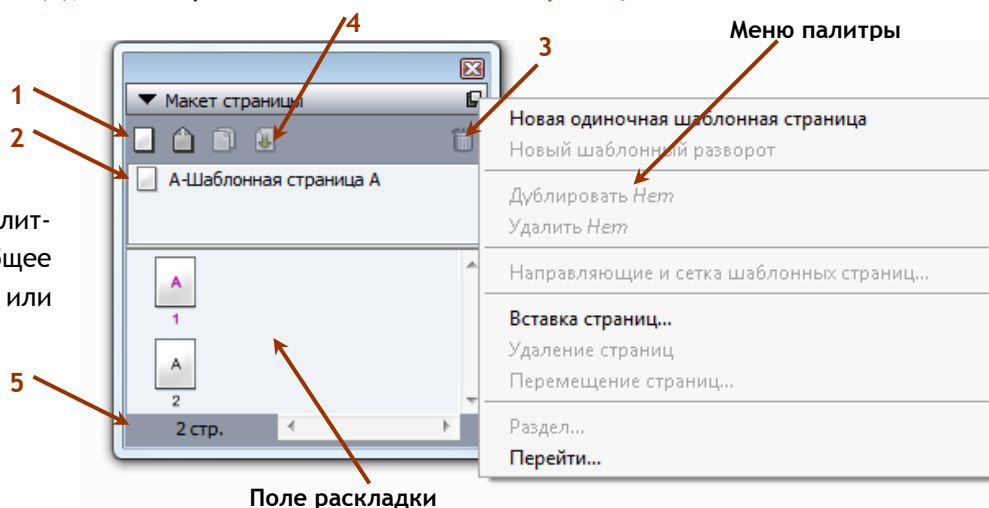 4
Меню палитры
3
1
Макет страницы
2
А-Шаблонная страница А
лит-
бщее
или
A
1
A
2
5
2 стр.
Новая одиночная шаблонная страница
Новый шаблонный разворот
Дублировать Нет
Удалить Нет
Направляющие и сетка шаблонных страниц...
Вставка страниц...
Удаление страниц
Перемещение страниц...
Раздел...
Перейти...
Поле раскладки